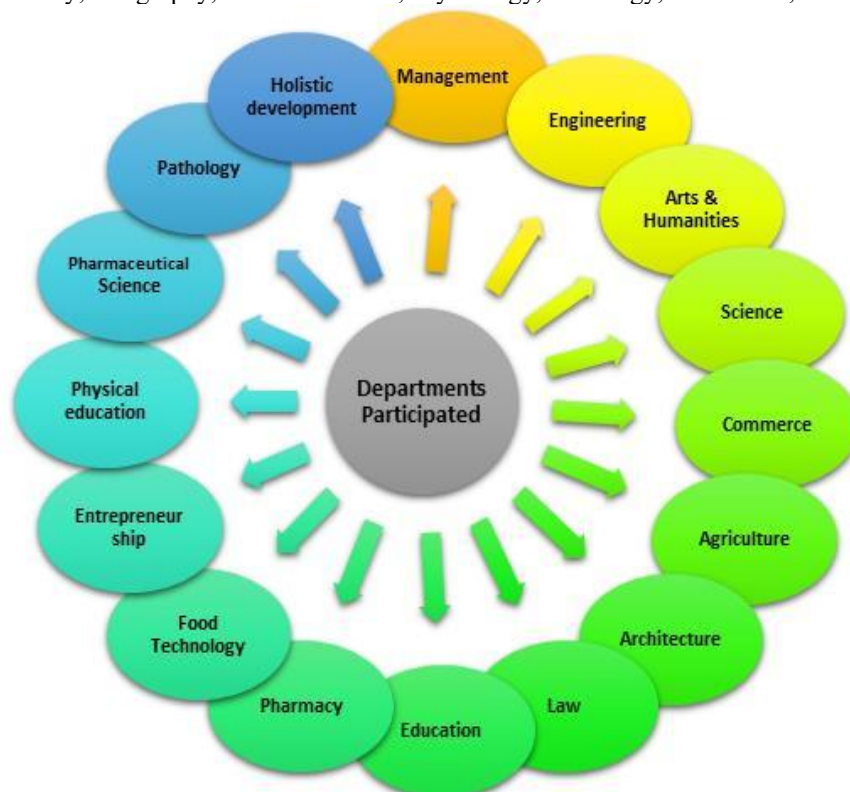 Management
Engineering
Arts &
Humanities
Science
Commerce
Agriculture
Architecture
Law
Education
Pharmacy
Food
Technology
Entrepreneur
ship
Physical
education
Pharmaceutical
Science
Pathology
Holistic
development
Departments
Participated